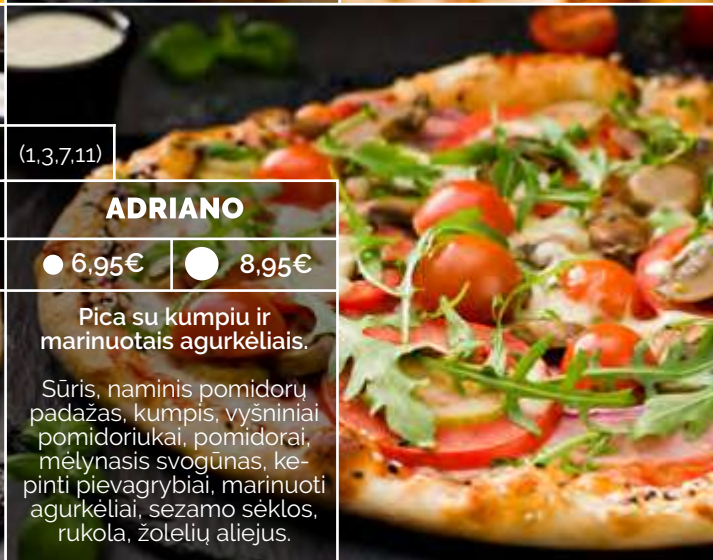 (1,3,7,11)
ADRIANO
6,95€ 8,95€
Pica su kumpiu ir
marinuotais agurkėliais.
Sūris, naminis pomidorų
padažas, kumpis, vyšniniai
pomidoriukai, pomidorai,
mėlynasis svogūnas, ke-
pinti pievagrybiai, marinuoti
agurkėliai, sezamo sėklos,
rukola, žolelių aliejus.